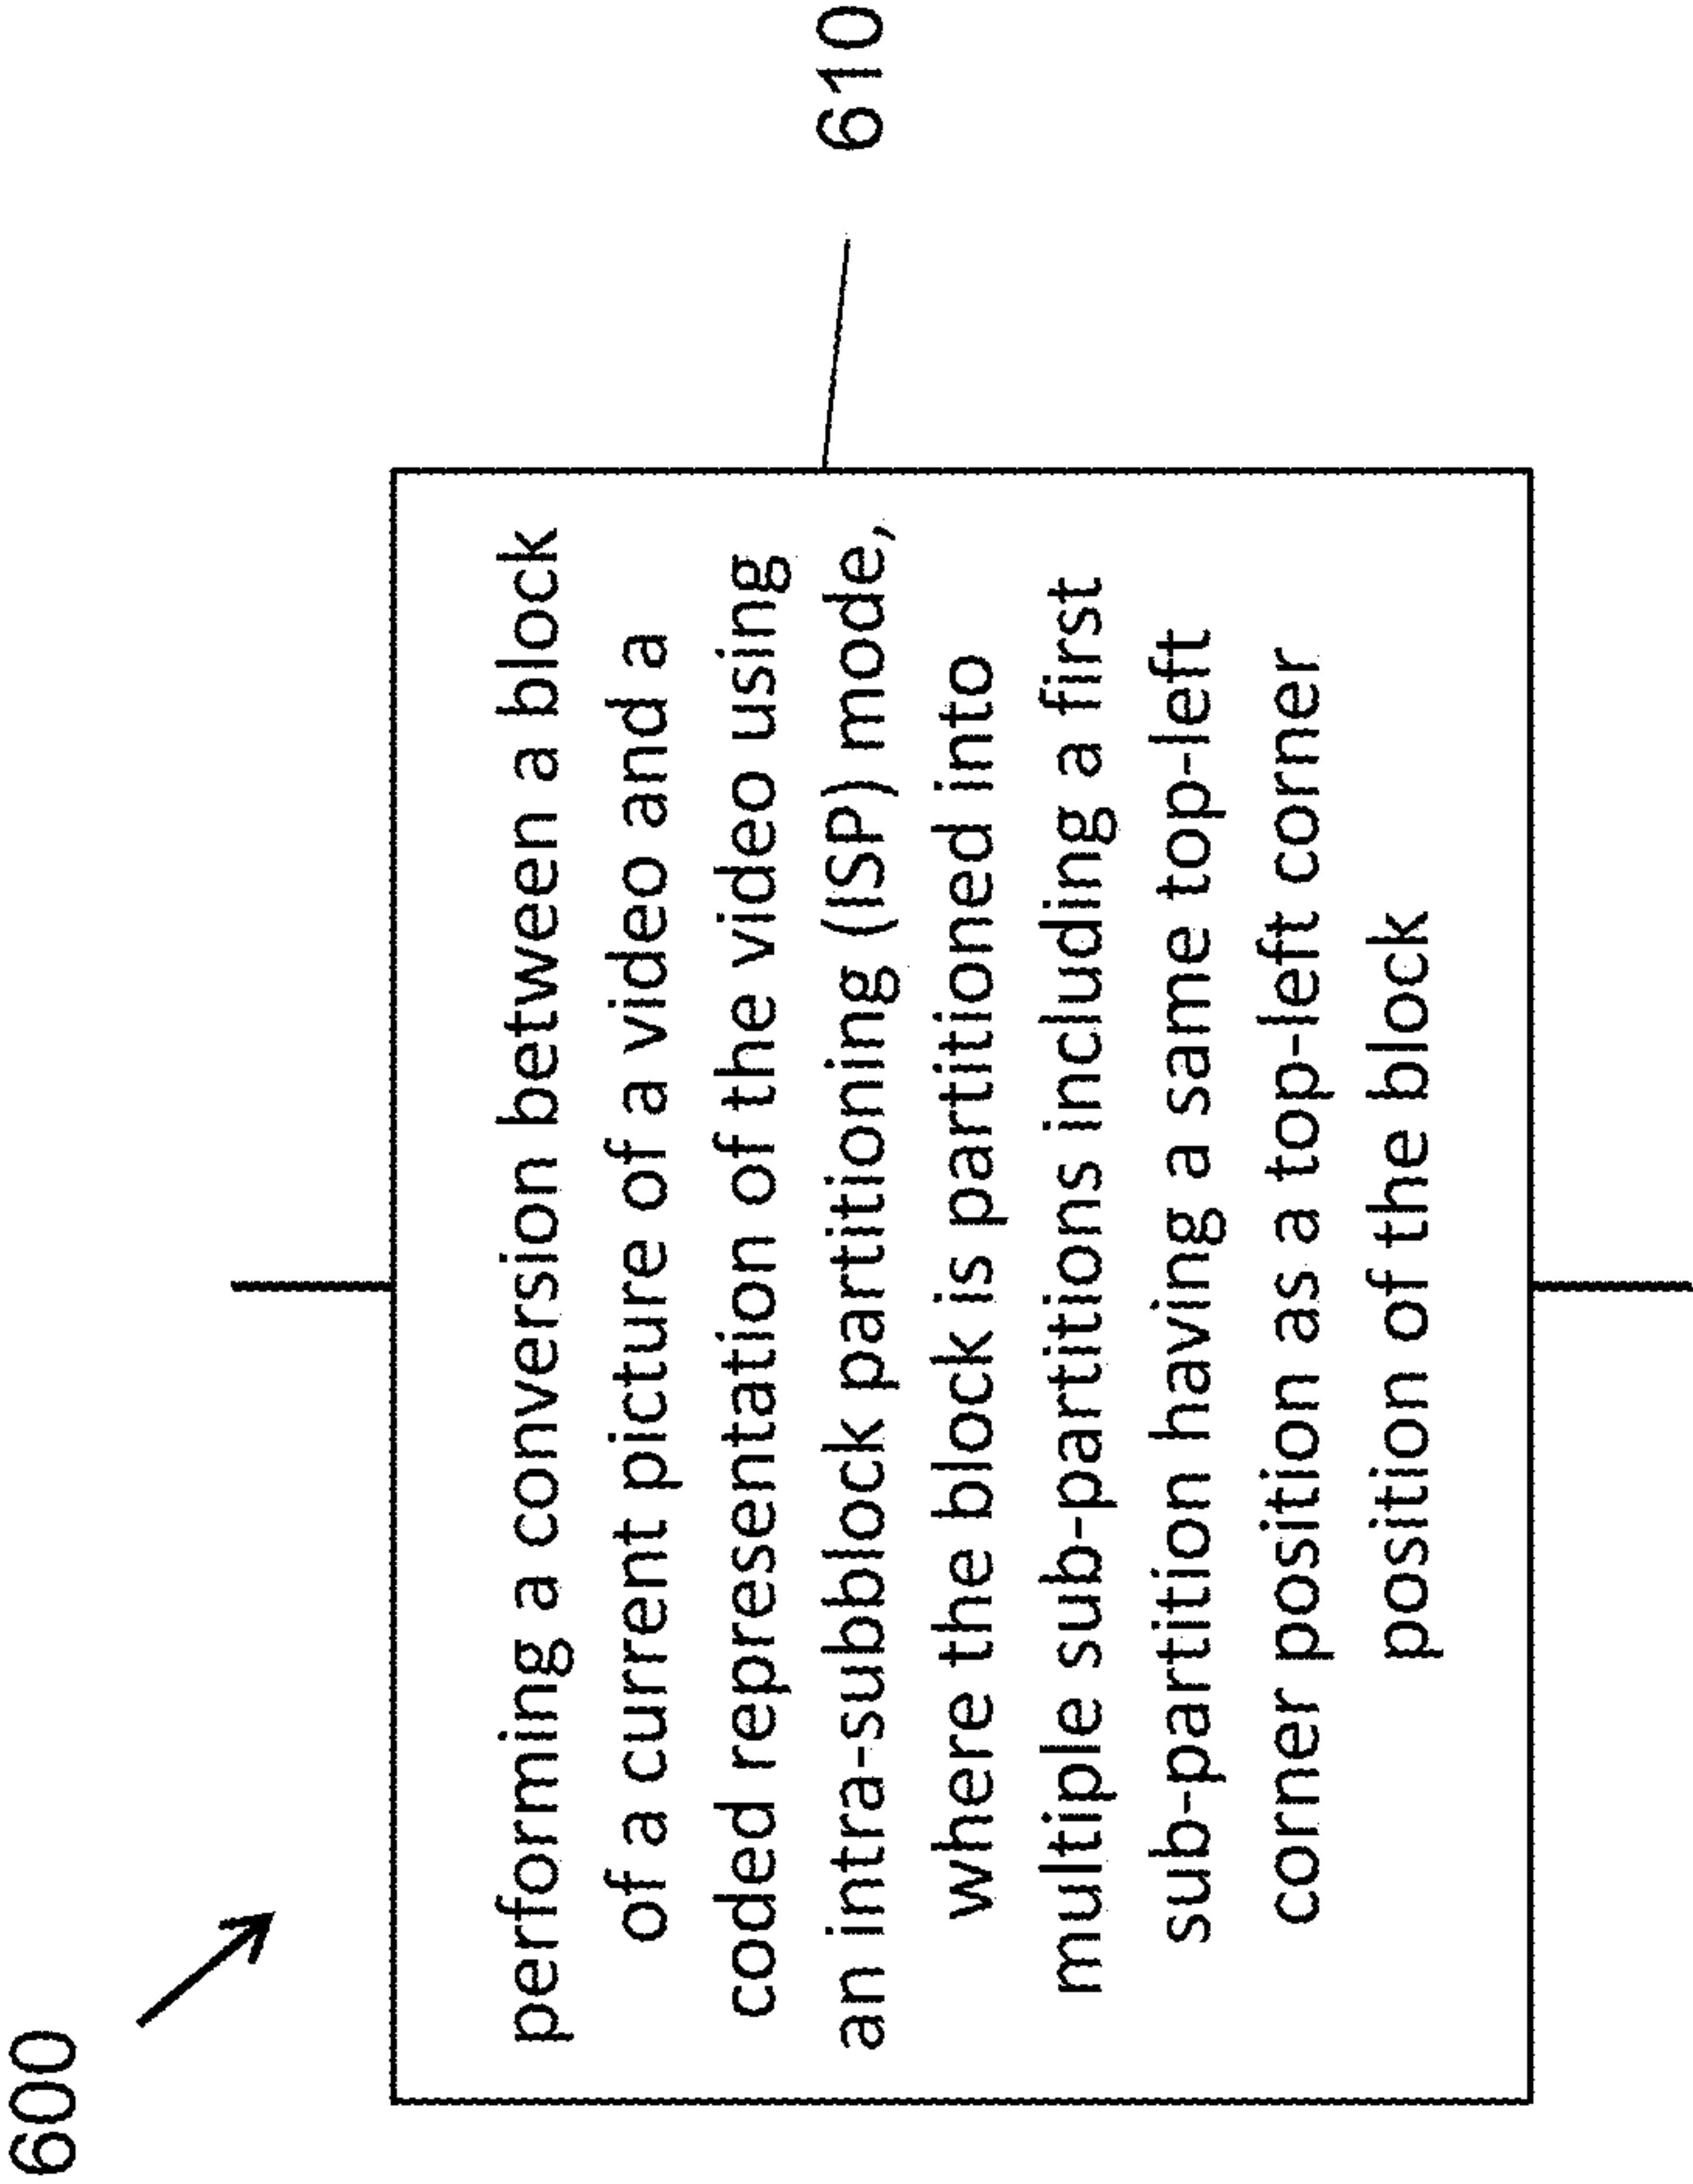 600
performing a conversion between a block
of a current picture of a video and a
coded representation of the video using
an intra-subblock partitioning (ISP) mode,
where the block is partitioned into
multiple sub-partitions including a first
sub-partition having a same top-left
corner position as a top-left corner
position of the block
610